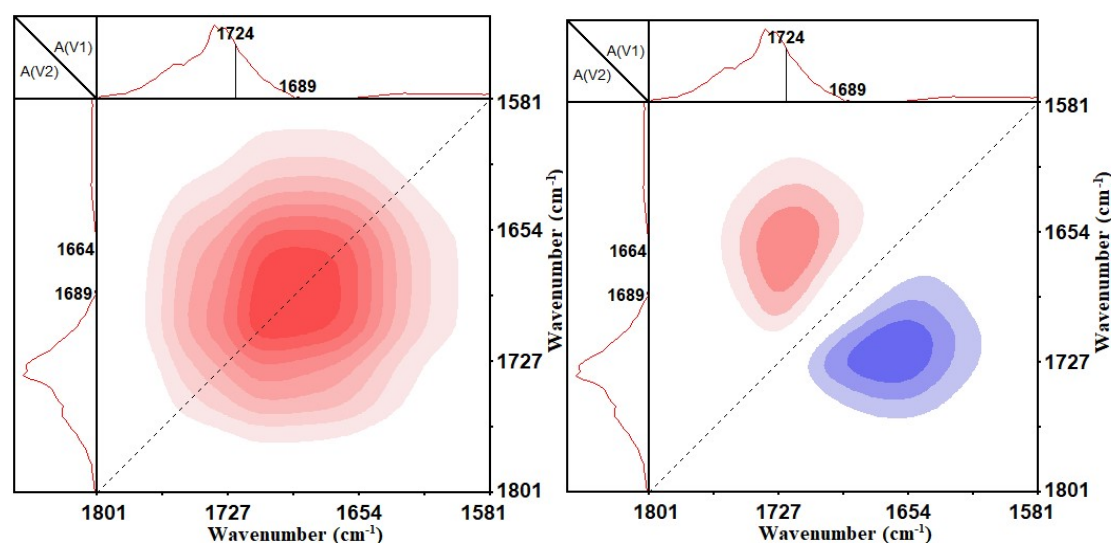 A(V1)
A(V2)
1724
1689
1581
1654
1664
1689
1727
1801
Wavenumber (cm-1)
1801 1727 1654 1581
Wavenumber (cm-1)
A(V1)
A(V2)
1724
1689
1581
1654
1664
1689
1727
1801
Wavenumber (cm-1)
1801 1727 1654 1581
Wavenumber (cm-1)